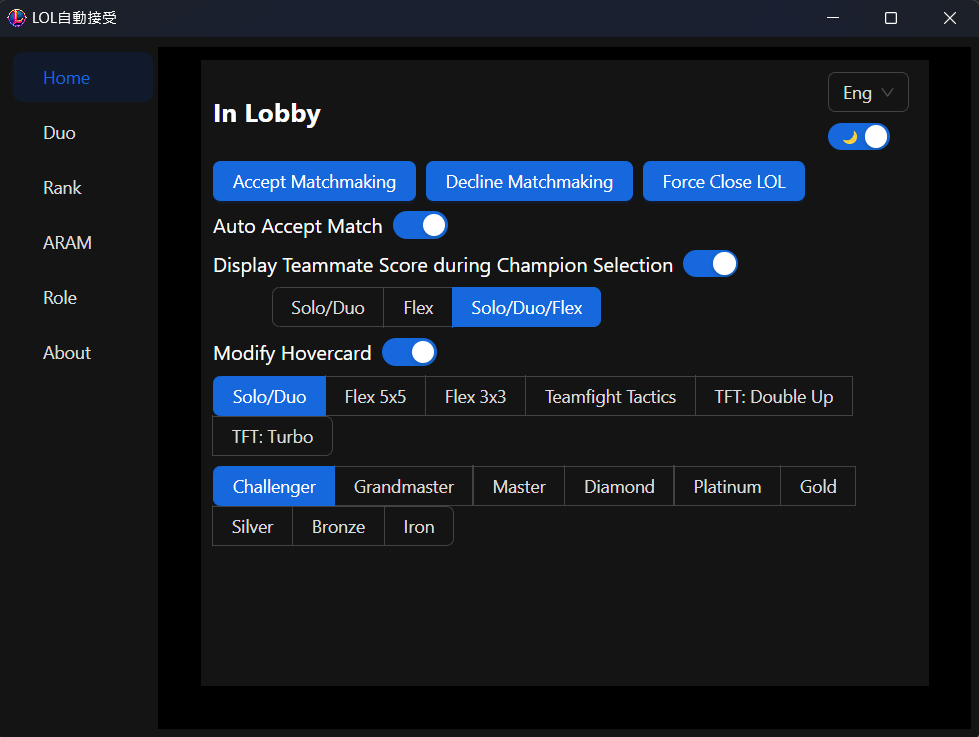 LOL自動接受
Home
Duo
Rank
ARAM
Role
About
Eng
In Lobby
Accept Matchmaking Decline Matchmaking Force Close LOL
Auto Accept Match
Display Teammate Score during Champion Selection
Solo/Duo Flex Solo/Duo/Flex
Modify Hovercard
Solo/Duo Flex 5x5 Flex 3x3 Teamfight Tactics TFT: Double Up
TFT: Turbo
Challenger Grandmaster Master Diamond Platinum Gold
Silver Bronze Iron